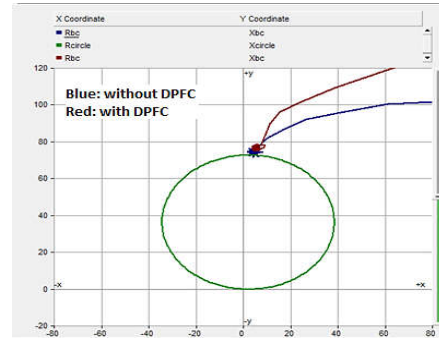 X Coordinate Y Coordinate
Rbc Xbc
Rcircle Xcircle
Rbc Xbc
120
+y
Blue: without DPFC
Red: with DPFC
100
80
60
40
20
0 -x +x
-20 -y
-80 -60 -40 -20 0 20 40 60 80